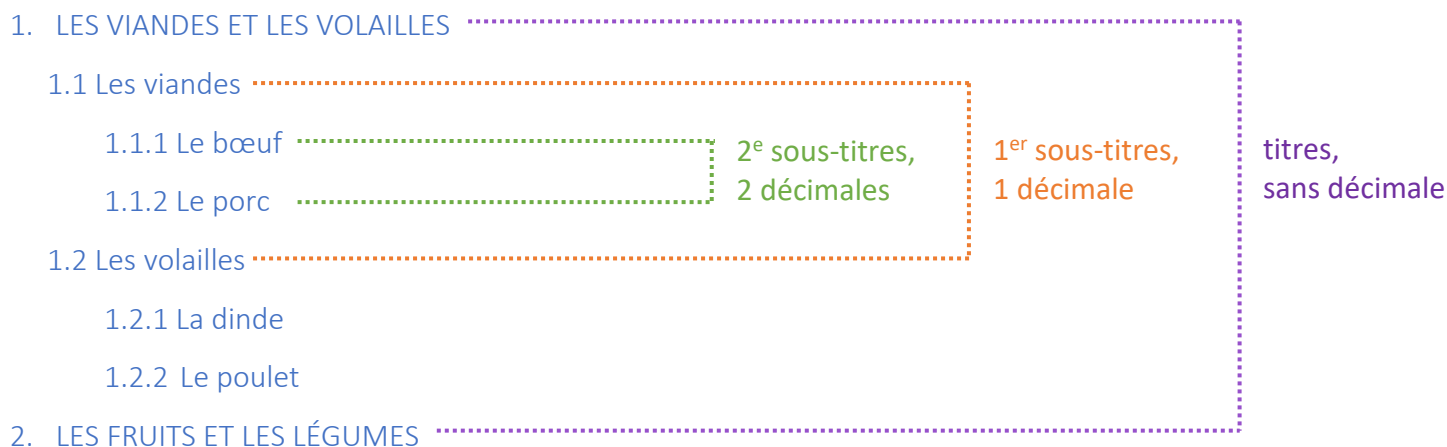 1. LES VIANDES ET LES VOLAILLES
1.1 Les viandes
1.1.1 Le bœuf
1.1.2 Le porc
1.2 Les volailles
1.2.1 La dinde
1.2.2 Le poulet
2. LES FRUITS ET LES LÉGUMES
2e sous-titres,
2 décimales
1er sous-titres,
1 décimale
titres,
sans décimale